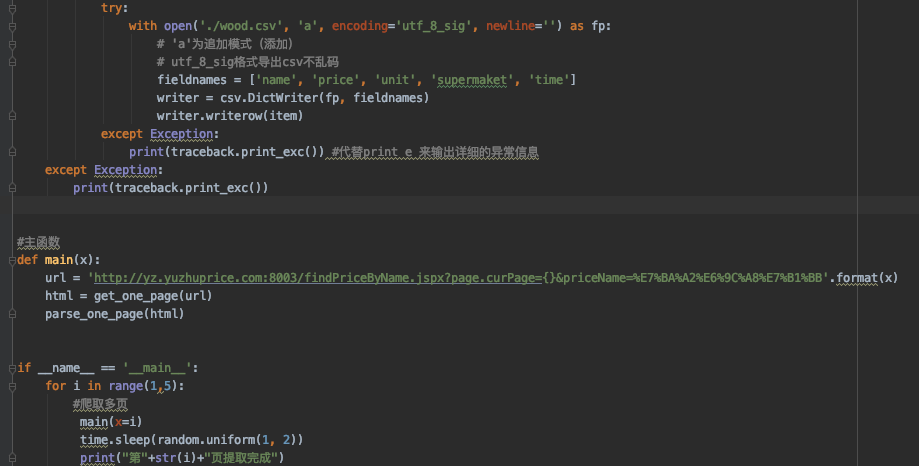 try:
with open('./wood.csv', 'a', encoding='utf_8_sig', newline='') as fp:
# 'a'为追加模式（添加）
# utf_8_sig格式导出csv不乱码
fieldnames = ['name', 'price', 'unit', 'supermaket', 'time']
writer = csv.DictWriter(fp, fieldnames)
writer.writerow(item)
except Exception:
print(traceback.print_exc()) #代替print e 来输出详细的异常信息
except Exception:
print(traceback.print_exc())
#主函数
def main(x):
url = 'http://yz.yuzhuprice.com:8003/findPriceByName.jspx?page.curPage={}&priceName=%E7%BA%A2%E6%9C%A8%E7%B1%BB'.format(x)
html = get_one_page(url)
parse_one_page(html)
if __name__ == '__main__':
for i in range(1,5):
#爬取多页
main(x=i)
time.sleep(random.uniform(1, 2))
print("第"+str(i)+"页提取完成")